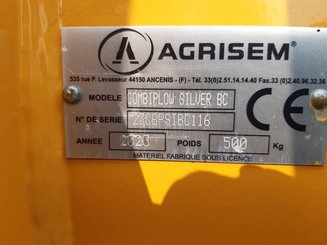 AGRISEM®
535 rue P. Levasseur 44150 ANCENIS - (F) - Tél. 33(0)2.51.14.14.40 Fax.33(0)2.40.96.32.36
MODELE COMBIPLOW SILVER BC
N° DE SERIE
ANNEE 2023 POIDS 500 Kg
MATERIEL FABRIQUE SOUS LICENCE